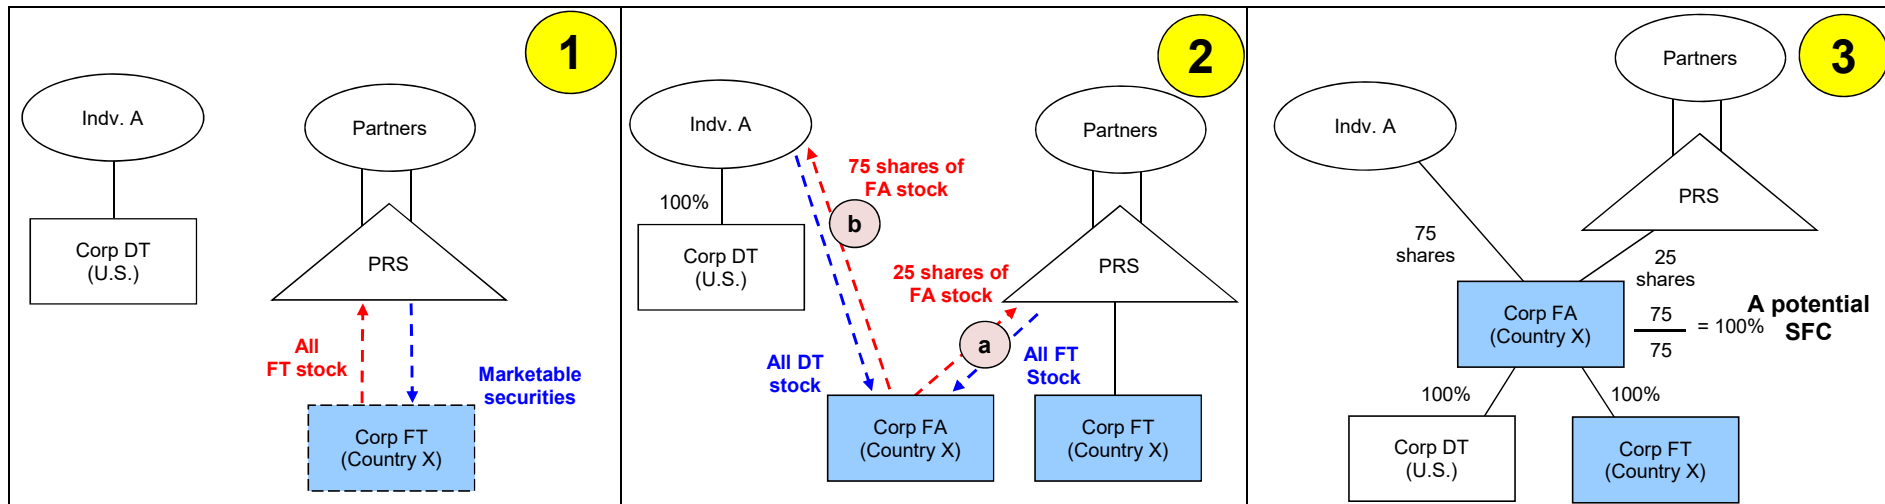 1
Indv. A
Partners
Corp DT
(U.S.)
PRS
All
FT stock
Marketable
securities
Corp FT
(Country X)
2
Indv. A
Partners
75 shares of
FA stock
100%
b
Corp DT
(U.S.)
25 shares of
FA stock
PRS
a
All DT
stock
All FT
Stock
Corp FA
(Country X)
Corp FT
(Country X)
3
Partners
Indv. A
PRS
75
shares
25
shares
Corp FA
(Country X)
75
75
= 100%
A potential
SFC
100%
100%
Corp DT
(U.S.)
Corp FT
(Country X)